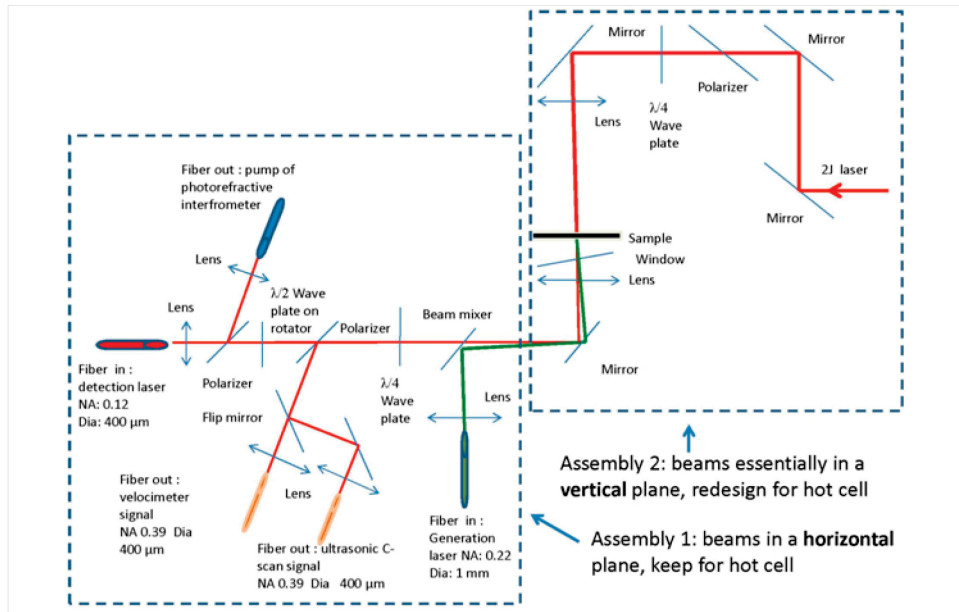 Mirror
Mirror
Polarizer
λ/4
Wave
plate
Lens
2J laser
Mirror
Sample
Window
Lens
Mirror
Fiber out : pump of
photorefractive
interfrometer
Lens
Lens
λ/2 Wave
plate on
rotator
Polarizer
Beam mixer
Fiber in :
detection laser
NA: 0.12
Dia: 400 µm
Polarizer
Flip mirror
λ/4
Wave
plate
Lens
Fiber out :
velocimeter
signal
NA 0.39 Dia
400 µm
Lens
Fiber out : ultrasonic C-
scan signal
NA 0.39 Dia 400 µm
Fiber in :
Generation
laser NA: 0.22
Dia: 1 mm
Assembly 2: beams essentially in a
vertical plane, redesign for hot cell
Assembly 1: beams in a horizontal
plane, keep for hot cell